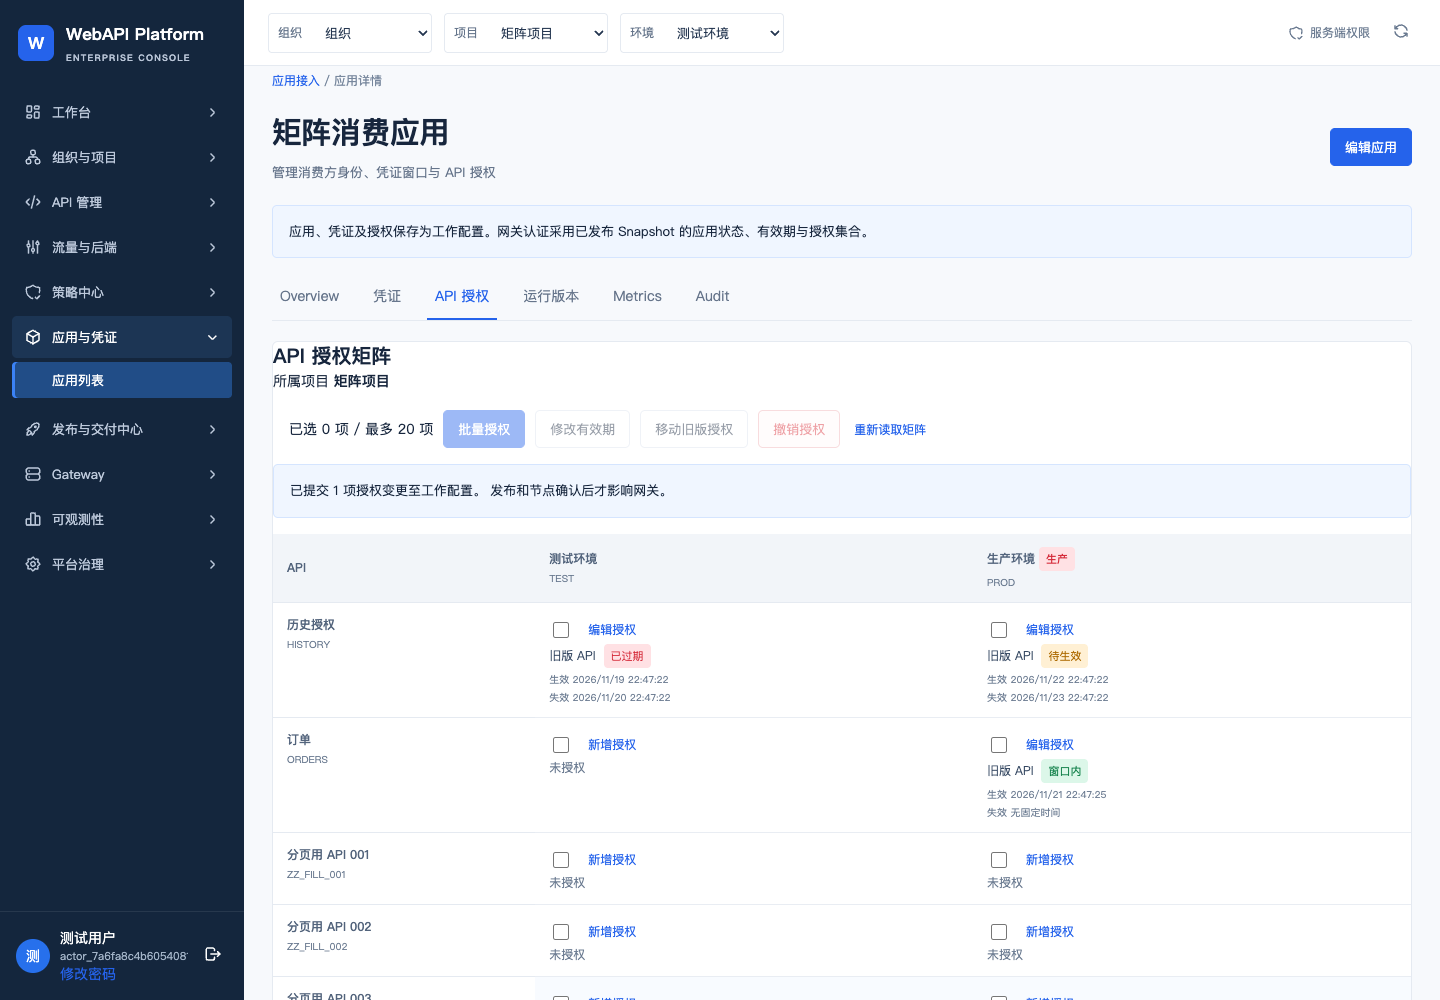 W
WebAPI Platform
ENTERPRISE CONSOLE
工作台
组织与项目
API 管理
流量与后端
策略中心
应用与凭证
应用列表
发布与交付中心
Gateway
可观测性
平台治理
测
测试用户
actor_7a6fa8c4b605408
修改密码
组织 组织
项目 矩阵项目
环境 测试环境
服务端权限
应用接入 / 应用详情
矩阵消费应用
管理消费方身份、凭证窗口与 API 授权
编辑应用
应用、凭证及授权保存为工作配置。网关认证采用已发布 Snapshot 的应用状态、有效期与授权集合。
Overview 凭证 API 授权 运行版本 Metrics Audit
API 授权矩阵
所属项目 矩阵项目
已选 0 项 / 最多 20 项 批量授权 修改有效期 移动旧版授权 撤销授权 重新读取矩阵
已提交 1 项授权变更至工作配置。 发布和节点确认后才影响网关。
API 测试环境 生产环境 生产
TEST PROD
历史授权 编辑授权 编辑授权
HISTORY 旧版 API 已过期 旧版 API 待生效
生效 2026/11/19 22:47:22 生效 2026/11/22 22:47:22
失效 2026/11/20 22:47:22 失效 2026/11/23 22:47:22
订单 新增授权 编辑授权
ORDERS 未授权 旧版 API 窗口内
生效 2026/11/21 22:47:25
失效 无固定时间
分页用 API 001 新增授权 新增授权
ZZ_FILL_001 未授权 未授权
分页用 API 002 新增授权 新增授权
ZZ_FILL_002 未授权 未授权
分页用 API 003 新增授权 新增授权